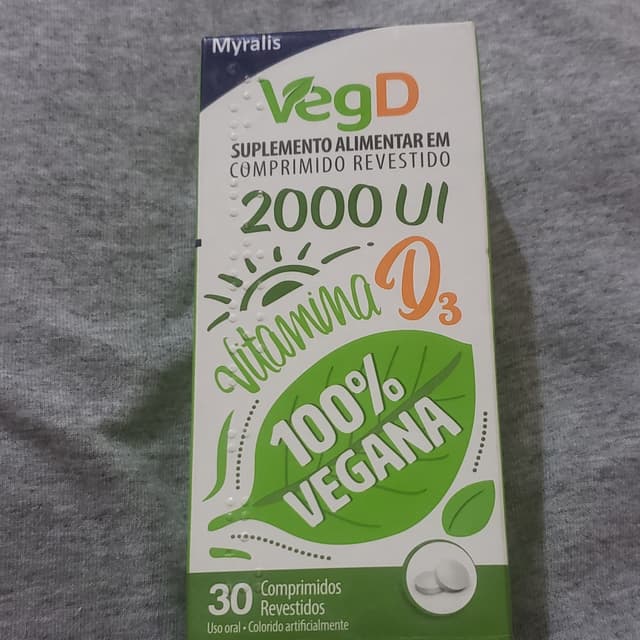 Myralis
VegD
SUPLEMENTO ALIMENTAR EM
COMPRIMIDO REVESTIDO
2000 UI
Vitamina D3
100%
VEGANA
30 Comprimidos
Revestidos
Uso oral • Colorido artificialmente